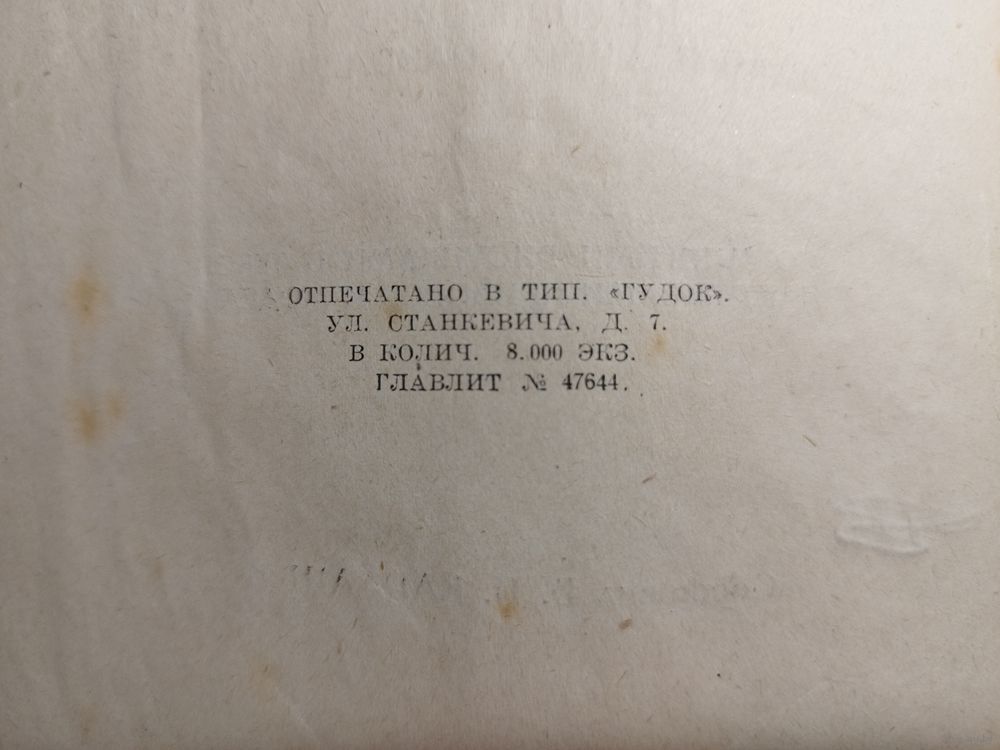 ОТПЕЧАТАНО В ТИП. «ГУДОК».
УЛ. СТАНКЕВИЧА, Д. 7.
В КОЛИЧ. 8.000 ЭКЗ.
ГЛАВЛИТ № 47644.